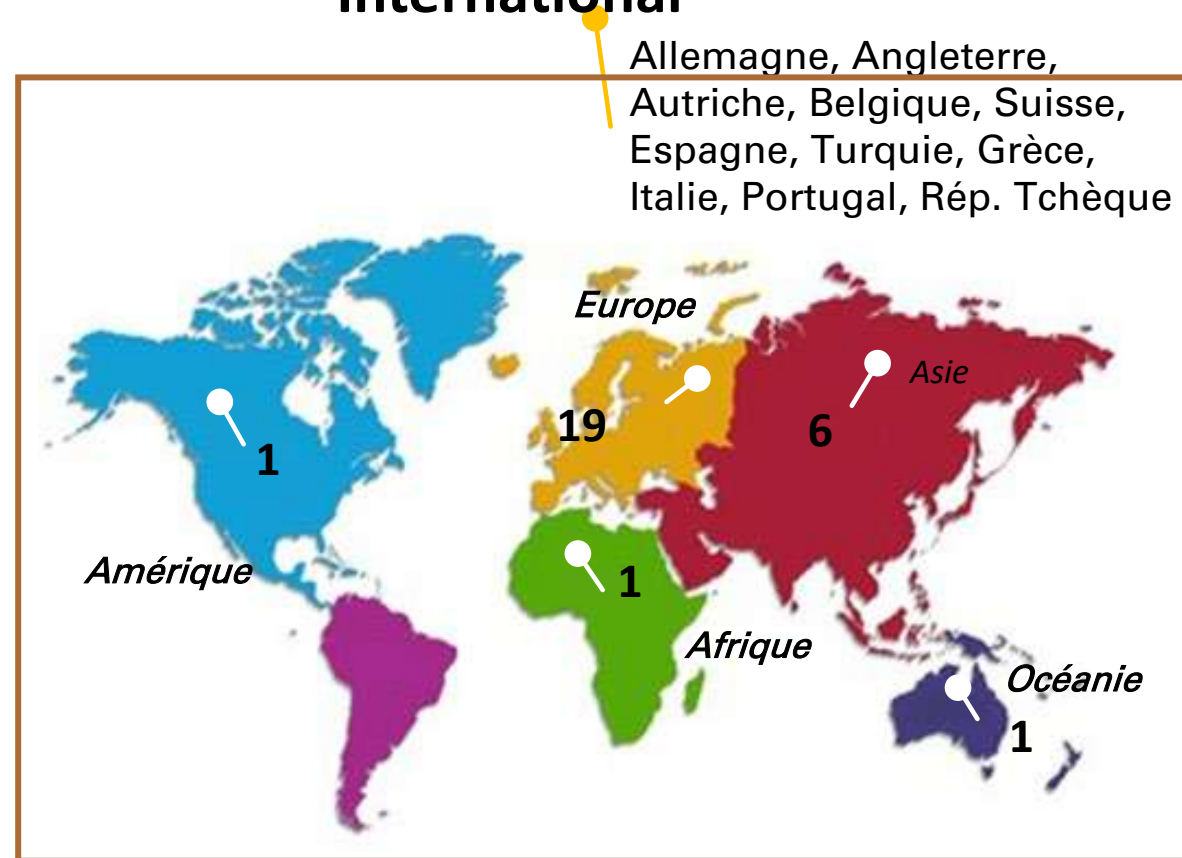 International
Allemagne, Angleterre,
Autriche, Belgique, Suisse,
Espagne, Turquie, Grèce,
Italie, Portugal, Rép. Tchèque
Europe
Asie
19
6
1
Amérique
1
Afrique
Océanie
1